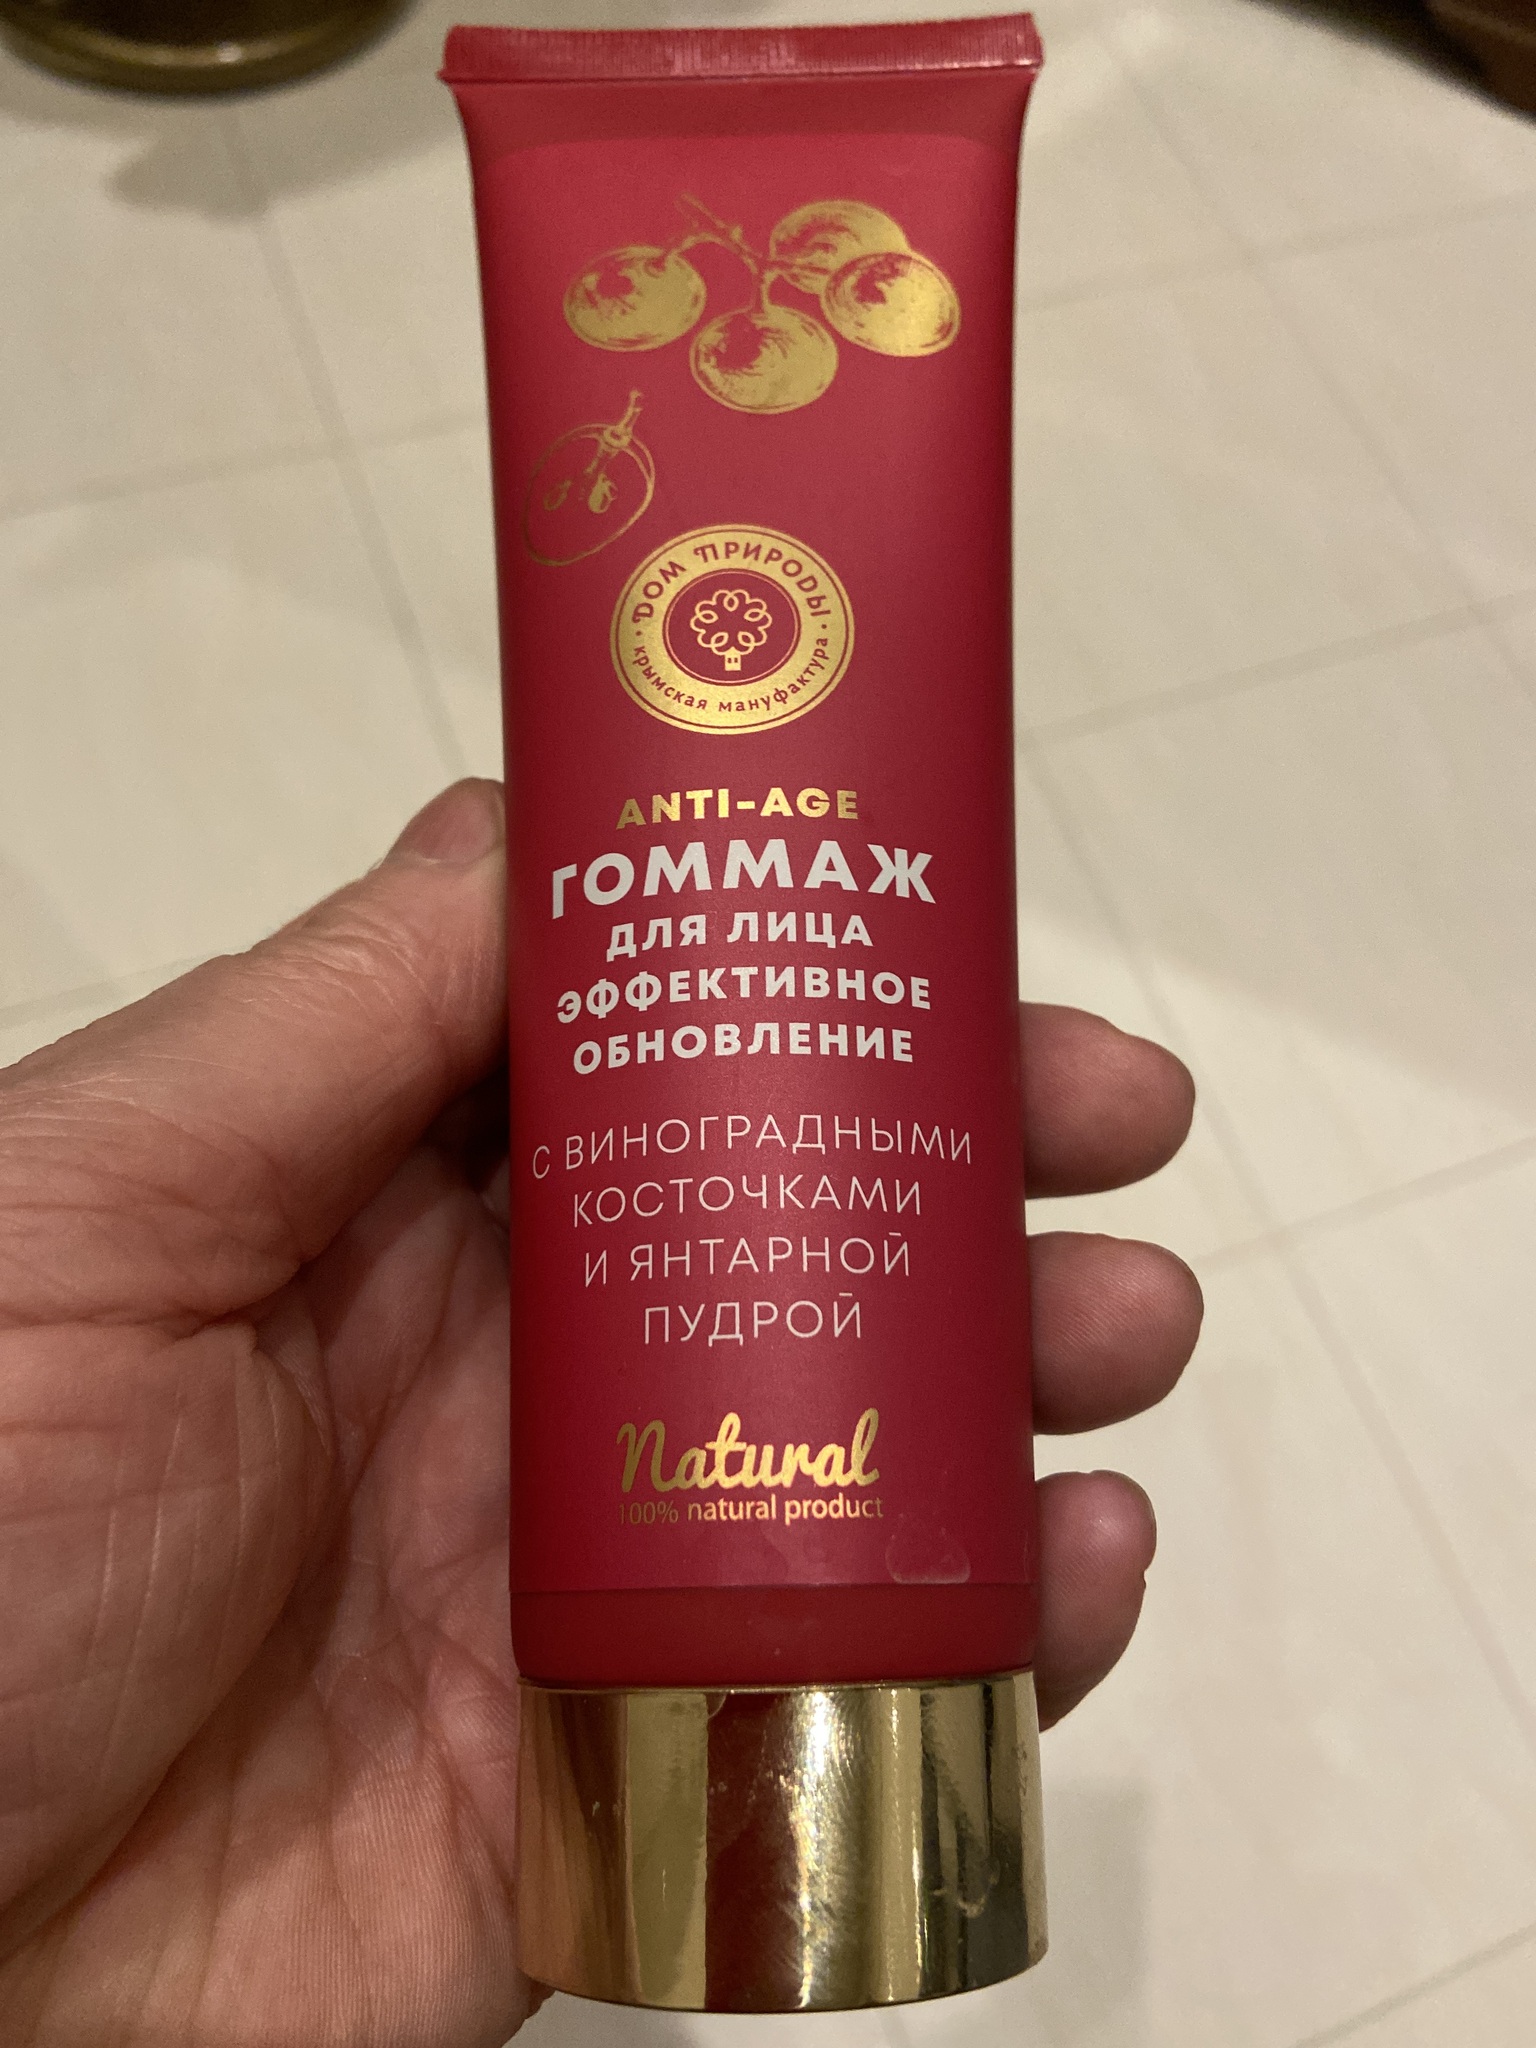 ДОМ ПРИРОДЫ
крымская мануфактура
ANTI-AGE
ГОММАЖ
ДЛЯ ЛИЦА
ЭФФЕКТИВНОЕ
ОБНОВЛЕНИЕ
С ВИНОГРАДНЫМИ
КОСТОЧКАМИ
И ЯНТАРНОЙ
ПУДРОЙ
Natural
100% natural product